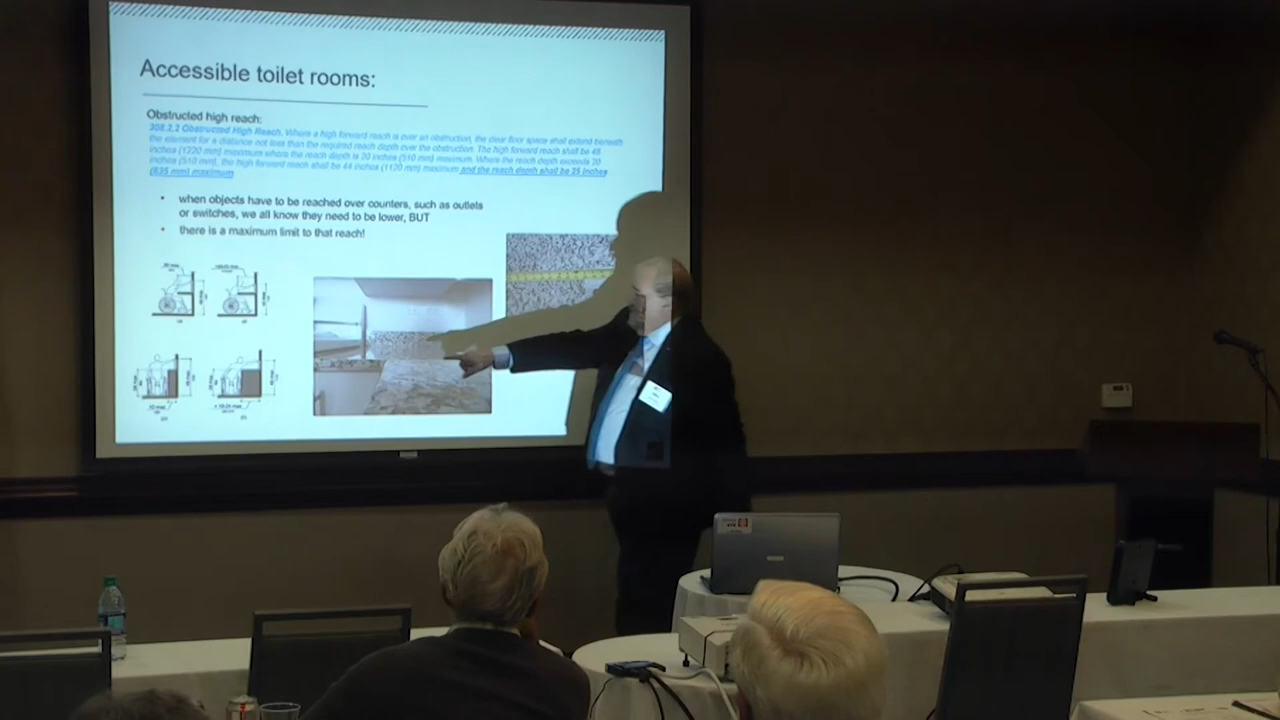 Accessible toilet rooms:
Obstructed high reach:
308.2.2 Obstructed High Reach. Where a high forward reach is over an obstruction, the clear floor space shall extend beneath
the element for a distance not less than the required reach depth over the obstruction. The high forward reach shall be 48
inches (1220 mm) maximum where the reach depth is 20 inches (510 mm) maximum. Where the reach depth exceeds 20
inches (510 mm), the high forward reach shall be 44 inches (1120 mm) maximum and the reach depth shall be 25 inches
(635 mm) maximum
• when objects have to be reached over counters, such as outlets
or switches, we all know they need to be lower, BUT
• there is a maximum limit to that reach!